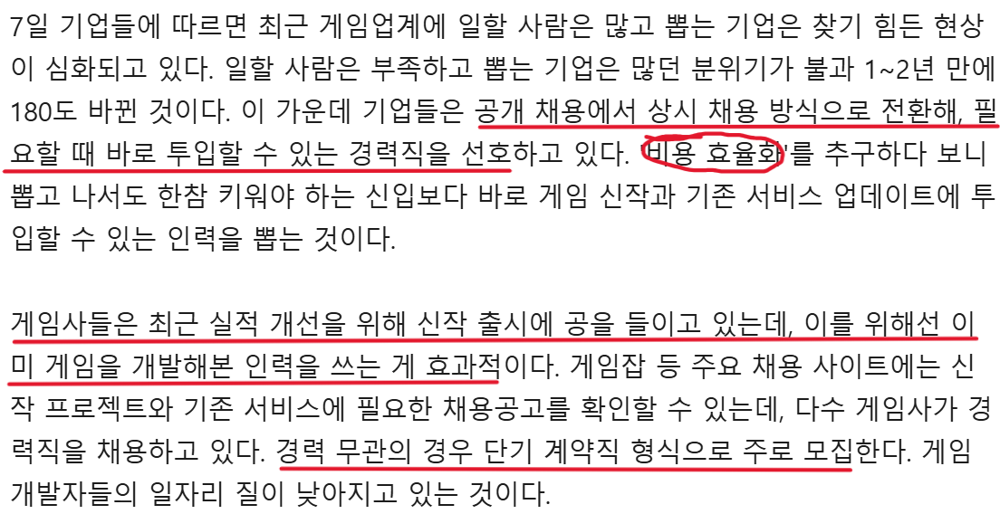 7일 기업들에 따르면 최근 게임업계에 일할 사람은 많고 뽑는 기업은 찾기 힘든 현상
이 심화되고 있다. 일할 사람은 부족하고 뽑는 기업은 많던 분위기가 불과 1~2년 만에
180도 바뀐 것이다. 이 가운데 기업들은 공개 채용에서 상시 채용 방식으로 전환해, 필
요할 때 바로 투입할 수 있는 경력직을 선호하고 있다. '비용 효율화'를 추구하다 보니
뽑고 나서도 한참 키워야 하는 신입보다 바로 게임 신작과 기존 서비스 업데이트에 투
입할 수 있는 인력을 뽑는 것이다.
게임사들은 최근 실적 개선을 위해 신작 출시에 공을 들이고 있는데, 이를 위해선 이
미 게임을 개발해본 인력을 쓰는 게 효과적이다. 게임잡 등 주요 채용 사이트에는 신
작 프로젝트와 기존 서비스에 필요한 채용공고를 확인할 수 있는데, 다수 게임사가 경
력직을 채용하고 있다. 경력 무관의 경우 단기 계약직 형식으로 주로 모집한다. 게임
개발자들의 일자리 질이 낮아지고 있는 것이다.